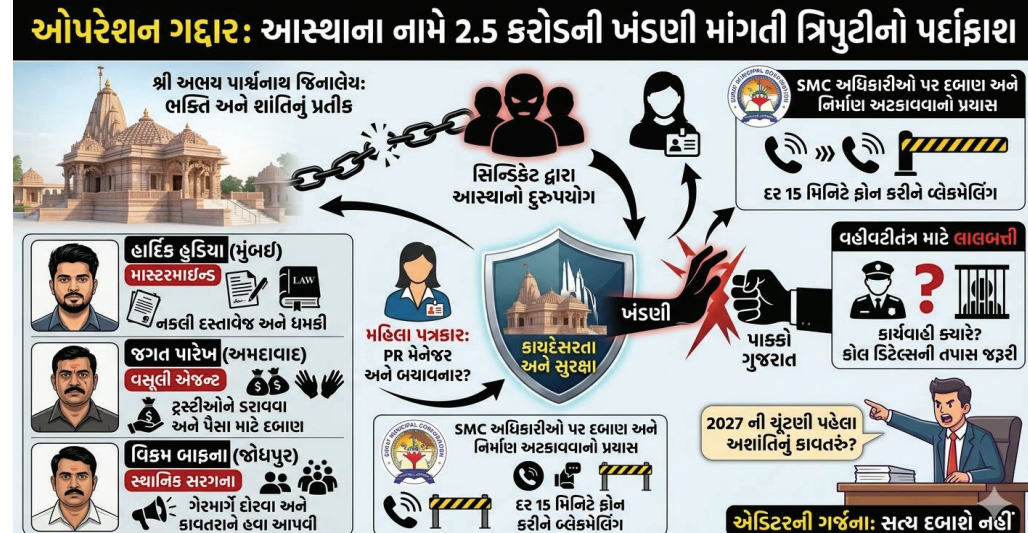 ઓપરેશન ગદ્દાર: આસ્થાના નામે 2.5 કરોડની ખંડણી માંગતી ત્રિપુટીનો પર્દાફાશ
શ્રી અભય પાર્શ્વનાથ જિનાલય:
ભક્તિ અને શાંતિનું પ્રતીક
સિન્ડિકેટ દ્વારા
આસ્થાનો દુરુપયોગ
SMC અધિકારીઓ પર દબાણ અને
નિર્માણ અટકાવવાનો પ્રયાસ
દર 15 મિનિટે ફોન કરીને બ્લેકમેલિંગ
હાર્દિક હુડિયા (મુંબઈ)
માસ્ટરમાઈન્ડ
LAW
નકલી દસ્તાવેજ અને ધમકી
જગત પારેખ (અમદાવાદ)
વસૂલી એજન્ટ
ટ્રસ્ટીઓને ડરાવવા
અને પૈસા માટે દબાણ
વિક્રમ બાફના (જોધપુર)
સ્થાનિક સરગના
ગેરમાર્ગે દોરવા અને
કાવતરાને હવા આપવી
મહિલા પત્રકાર:
PR મેનેજર
અને બચાવનાર?
કાયદેસરતા
અને સુરક્ષા
ખંડણી
પાક્કો
ગુજરાત
વહીવટીતંત્ર માટે લાલબત્તી
?
કાર્યવાહી ક્યારે?
કોલ ડિટેલ્સની તપાસ જરૂરી
SMC અધિકારીઓ પર દબાણ અને
નિર્માણ અટકાવવાનો પ્રયાસ
દર 15 મિનિટે ફોન
કરીને બ્લેકમેલિંગ
2027 ની ચૂંટણી પહેલા
અશાંતિનું કાવતરું?
એડિટરની ગર્જના: સત્ય દબાશે નહીં